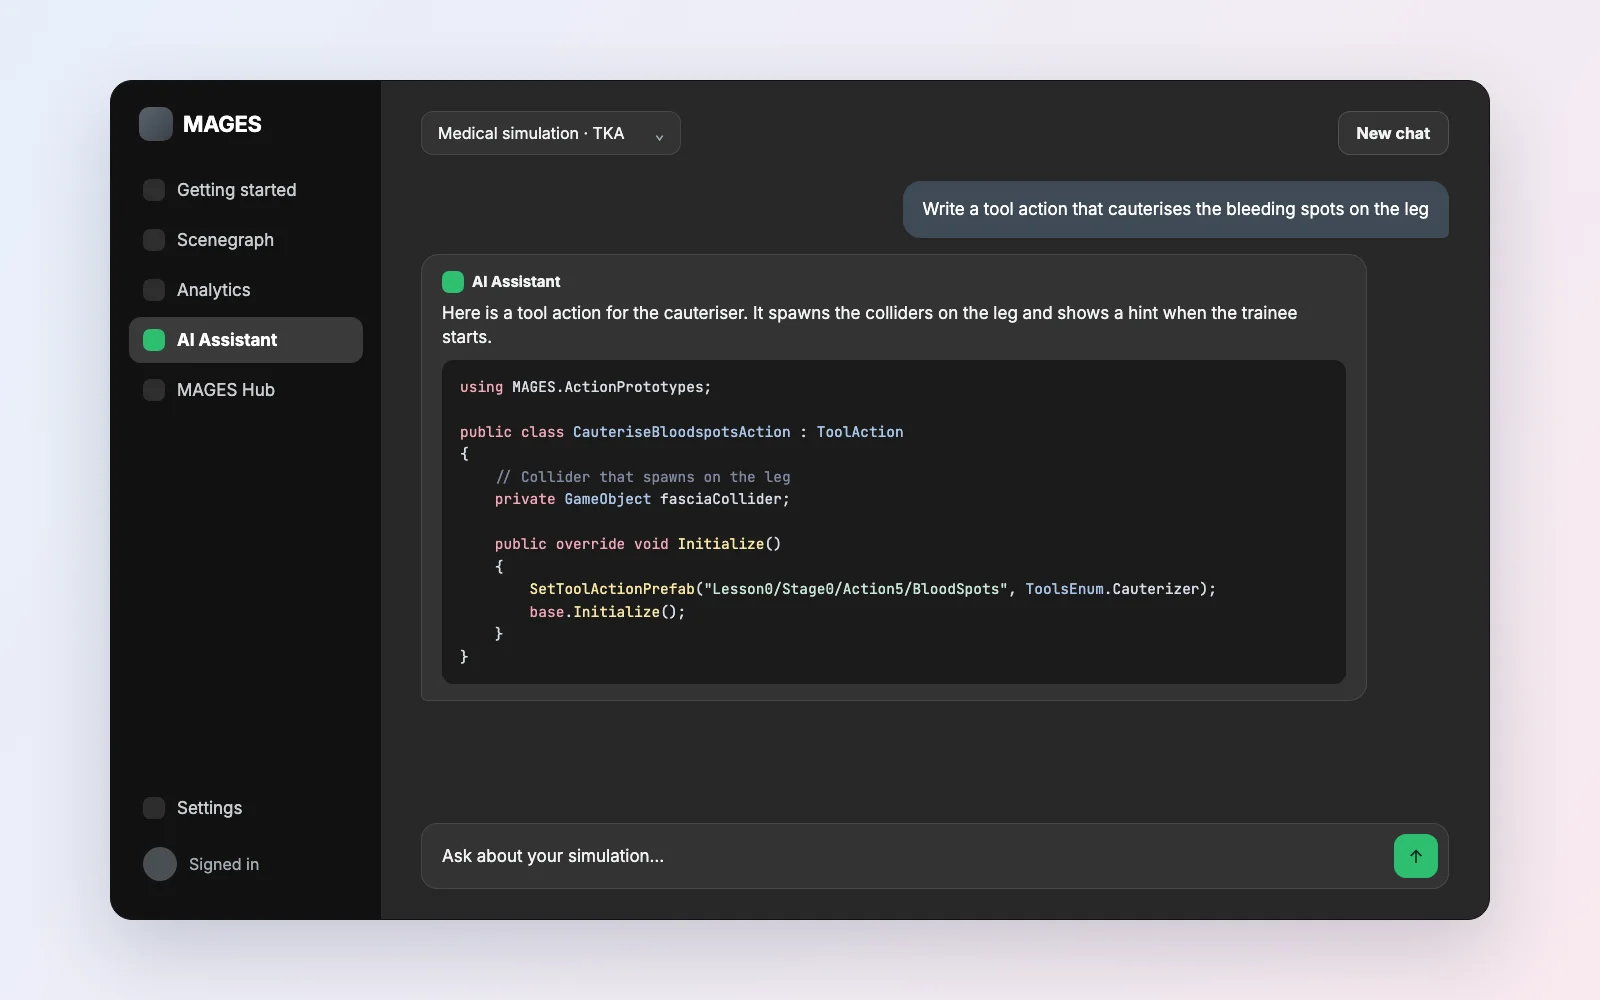 MAGES
Getting started
Scenegraph
Analytics
AI Assistant
MAGES Hub
Settings
Signed in
Medical simulation · TKA
New chat
Write a tool action that cauterises the bleeding spots on the leg
AI Assistant
Here is a tool action for the cauteriser. It spawns the colliders on the leg and shows a hint when the trainee
starts.
using MAGES.ActionPrototypes;
public class CauteriseBloodspotsAction : ToolAction
{
    // Collider that spawns on the leg
    private GameObject fasciaCollider;
    public override void Initialize()
    {
        SetToolActionPrefab("Lesson0/Stage0/Action5/BloodSpots", ToolsEnum.Cauterizer);
        base.Initialize();
    }
}
Ask about your simulation...